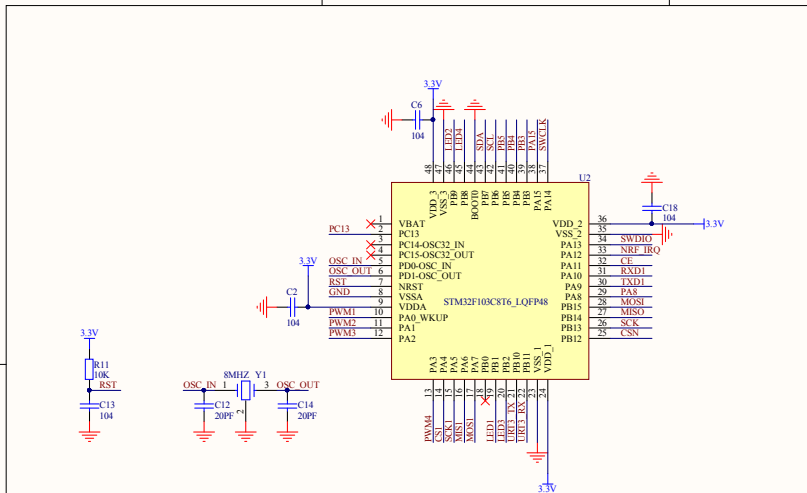 3.3V
C6
104
LED2
LED4
SDA
SCL
PB5
PB4
PB3
PA15
SWCLK
48
47
46
45
44
43
42
41
40
39
38
37
U2
VDD_3
VSS_3
PB9
PB8
BOOT0
PB7
PB6
PB5
PB4
PB3
PA15
PA14
C18
104
3.3V
1 VBAT
PC13 2 PC13
3 PC14-OSC32_IN
4 PC15-OSC32_OUT
OSC_IN 5 PD0-OSC_IN
OSC_OUT 6 PD1-OSC_OUT
RST 7 NRST
GND 8 VSSA
9 VDDA
PWM1 10 PA0_WKUP
PWM2 11 PA1
PWM3 12 PA2
3.3V
C2
104
STM32F103C8T6_LQFP48
VDD_2 36
VSS_2 35
PA13 34 SWDIO
PA12 33 NRF_IRQ
PA11 32 CE
PA10 31 RXD1
PA9 30 TXD1
PA8 29 PA8
PB15 28 MOSI
PB14 27 MISO
PB13 26 SCK
PB12 25 CSN
PA3
PA4
PA5
PA6
PA7
PB0
PB1
PB2
PB10
PB11
VSS_1
VDD_1
13
14
15
16
17
18
19
20
21
22
23
24
PWM4
CS1
SCK1
MIS1
MOS1
LED1
LED3
URT3_TX
URT3_RX
3.3V
3.3V
R11
10K
RST
C13
104
8MHZ Y1
OSC_IN 1 3 OSC_OUT
2
C12
20PF
C14
20PF